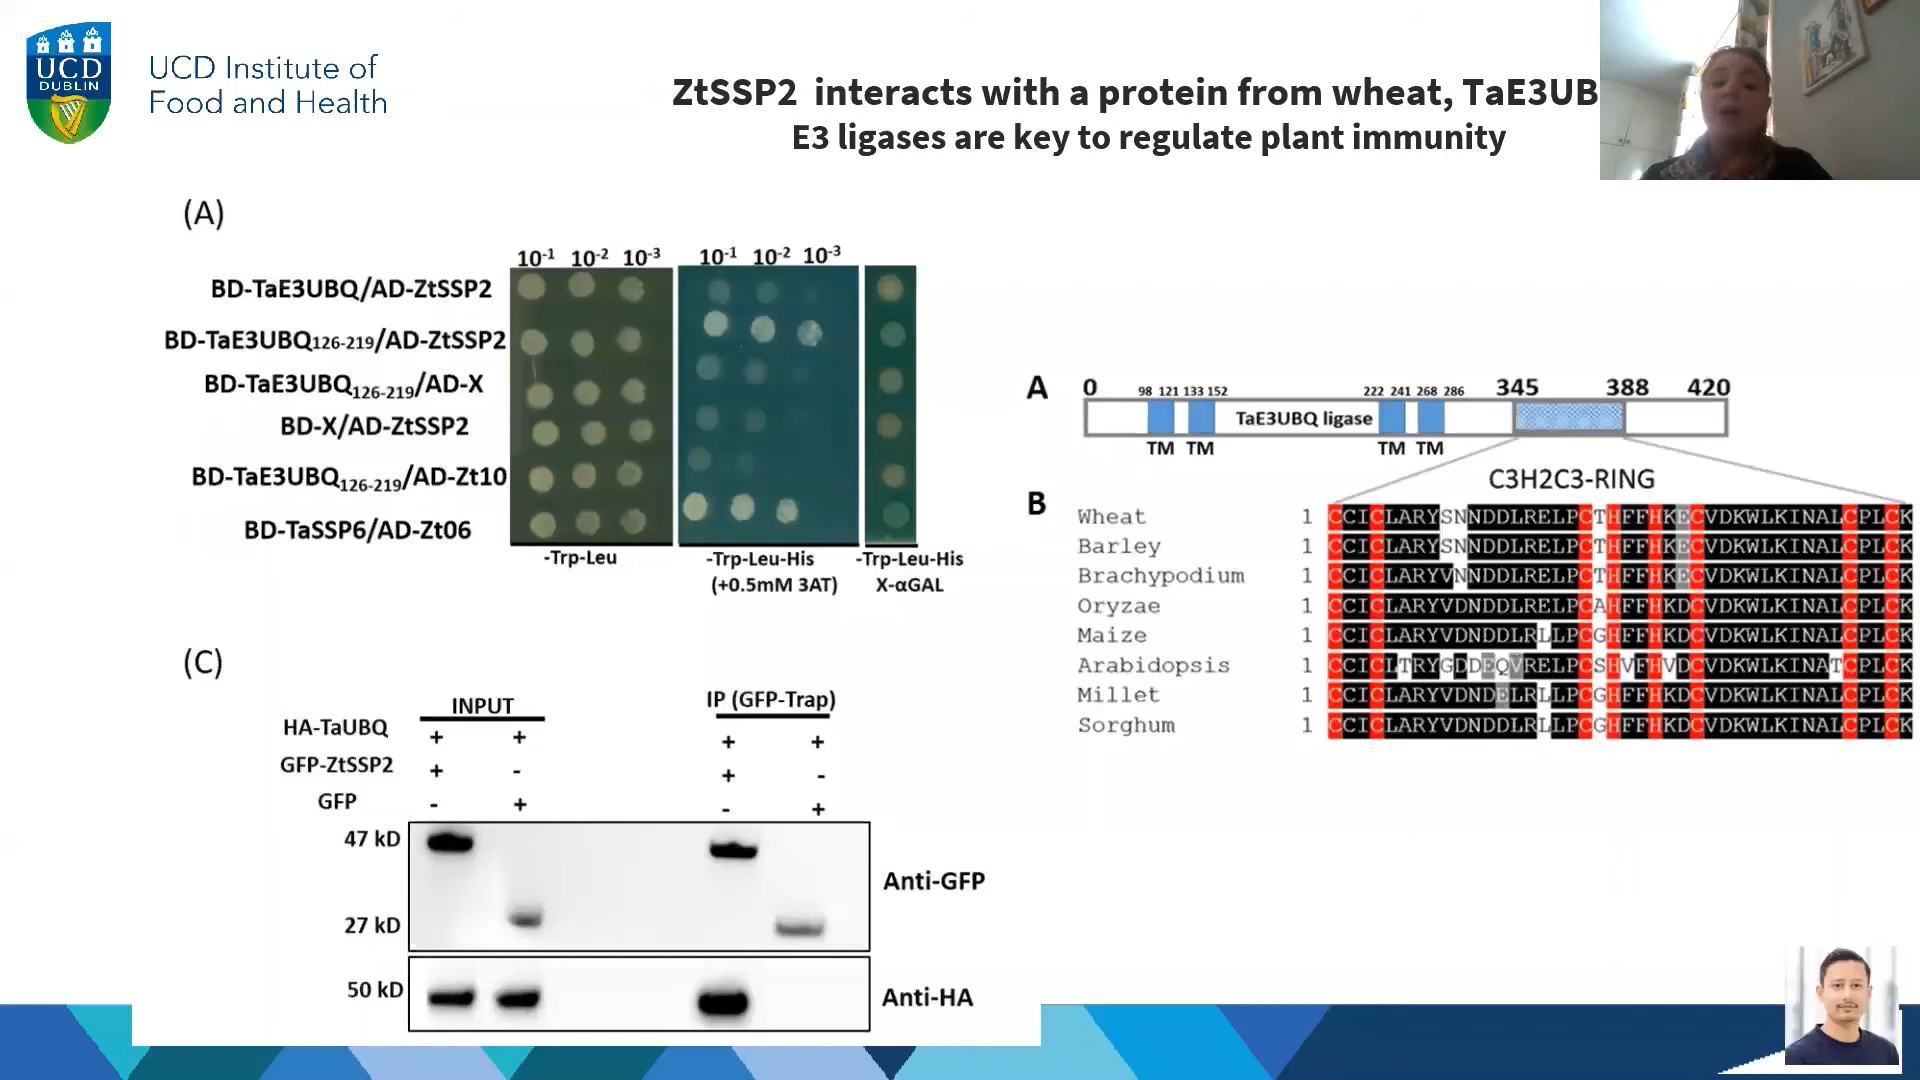 UCD
DUBLIN
UCD Institute of
Food and Health
ZtSSP2 interacts with a protein from wheat, TaE3UB
E3 ligases are key to regulate plant immunity
(A)
10-1 10-2 10-3 10-1 10-2 10-3
BD-TaE3UBQ/AD-ZtSSP2
BD-TaE3UBQ126-219/AD-ZtSSP2
BD-TaE3UBQ126-219/AD-X
BD-X/AD-ZtSSP2
BD-TaE3UBQ126-219/AD-Zt10
BD-TaSSP6/AD-Zt06
-Trp-Leu -Trp-Leu-His -Trp-Leu-His
(+0.5mM 3AT) X-αGAL
A 0 98 121 133 152 222 241 268 286 345 388 420
TaE3UBQ ligase
TM TM TM TM
C3H2C3-RING
B
Wheat 1 CCICLARYSNNDDLRELPCTHFFHKECVDKWLKINALCPLCK
Barley 1 CCICLARYSNNDDLRELPCTHFFHKECVDKWLKINALCPLCK
Brachypodium 1 CCICLARYVNNDDLRELPCTHFFHKECVDKWLKINALCPLCK
Oryzae 1 CCICLARYVDNDDLRELPCAHFFHKDCVDKWLKINALCPLCK
Maize 1 CCICLARYVDNDDLRLLPCGHFFHKDCVDKWLKINALCPLCK
Arabidopsis 1 CCICLTRYGDDEQVRELPCSHVFHVDCVDKWLKINATCPLCK
Millet 1 CCICLARYVDNDELRLLPCGHFFHKDCVDKWLKINALCPLCK
Sorghum 1 CCICLARYVDNDDLRLLPCGHFFHKDCVDKWLKINALCPLCK
(C)
INPUT IP (GFP-Trap)
HA-TaUBQ + + + +
GFP-ZtSSP2 + - + -
GFP - + - +
47 kD
Anti-GFP
27 kD
50 kD Anti-HA